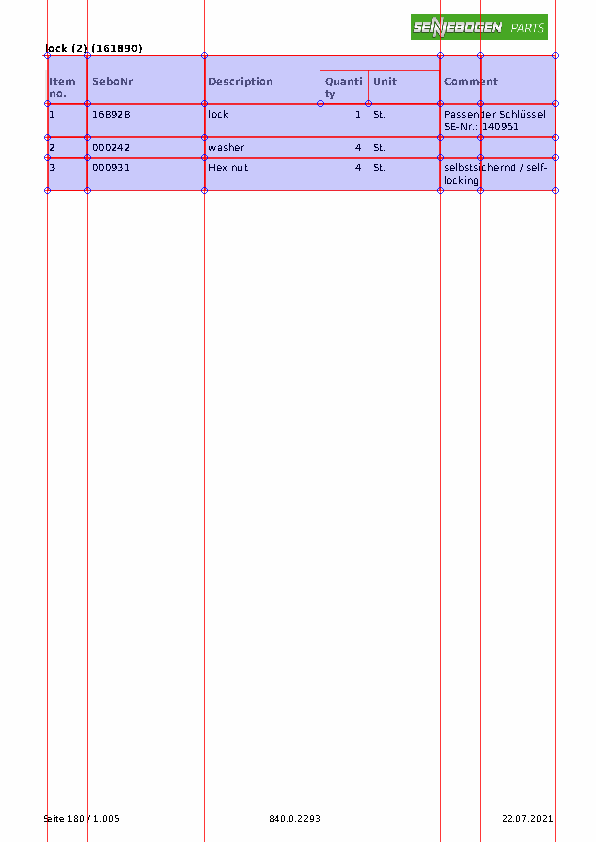 SENNEBOGEN PARTS
lock (2) (161890)
Item no. SeboNr Description Quantity Unit Comment
1 168928 lock 1 St. Passender Schlüssel
SE-Nr.: 140951
2 000242 washer 4 St.
3 000931 Hex nut 4 St. selbstsichernd / self-
locking
Seite 180 / 1.005 840.0.2293 22.07.2021